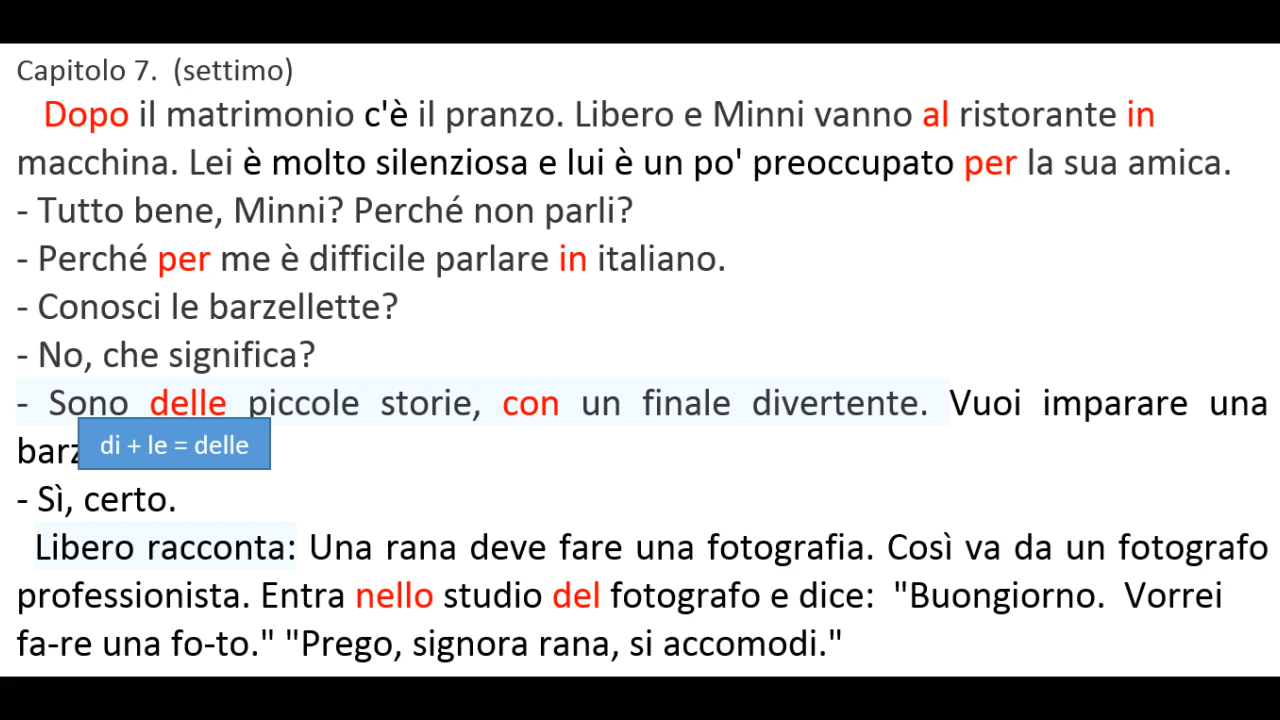 Capitolo 7. (settimo)
Dopo il matrimonio c'è il pranzo. Libero e Minni vanno al ristorante in
macchina. Lei è molto silenziosa e lui è un po' preoccupato per la sua amica.
- Tutto bene, Minni? Perché non parli?
- Perché per me è difficile parlare in italiano.
- Conosci le barzellette?
- No, che significa?
- Sono delle piccole storie, con un finale divertente. Vuoi imparare una
di + le = delle
- Sì, certo.
Libero racconta: Una rana deve fare una fotografia. Così va da un fotografo
professionista. Entra nello studio del fotografo e dice: "Buongiorno. Vorrei
fa-re una fo-to." "Prego, signora rana, si accomodi."